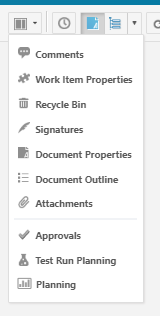 Comments
Work Item Properties
Recycle Bin
Signatures
Document Properties
Document Outline
Attachments
Approvals
Test Run Planning
Planning